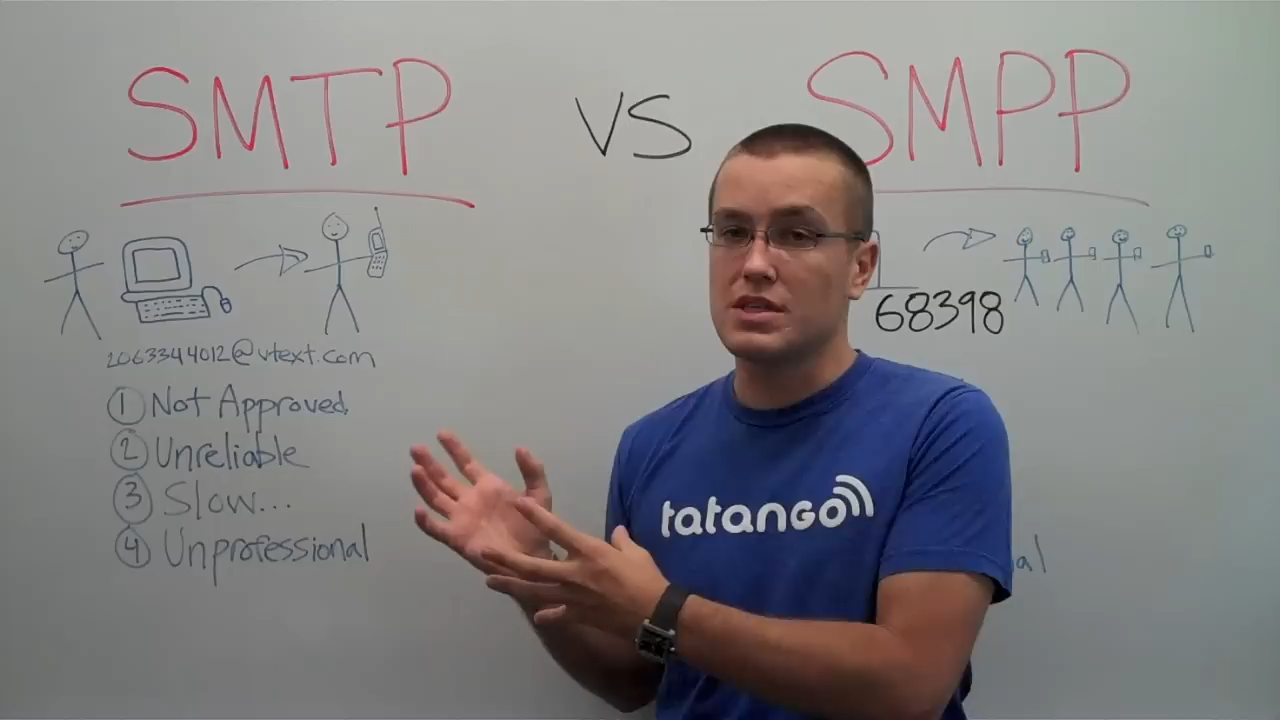 SMTP VS SMPP
68398
2063344012@vtext.com
1 Not Approved.
2 Unreliable
3 Slow...
4 Unprofessional
tatango